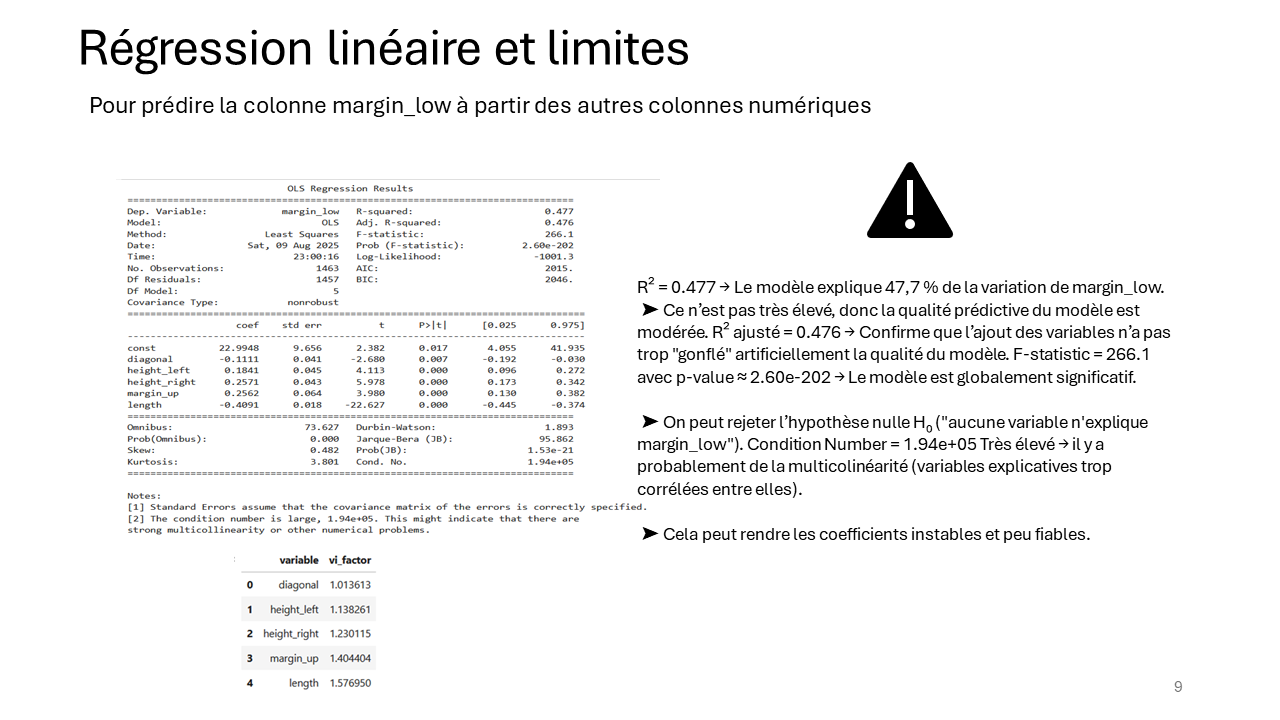 Régression linéaire et limites
Pour prédire la colonne margin_low à partir des autres colonnes numériques
OLS Regression Results
==============================================================================
Dep. Variable: margin_low R-squared: 0.477
Model: OLS Adj. R-squared: 0.476
Method: Least Squares F-statistic: 266.1
Date: Sat, 09 Aug 2025 Prob (F-statistic): 2.60e-202
Time: 23:00:16 Log-Likelihood: -1001.3
No. Observations: 1463 AIC: 2015.
Df Residuals: 1457 BIC: 2046.
Df Model: 5
Covariance Type: nonrobust
================================================================================
coef std err t P>|t| [0.025 0.975]
--------------------------------------------------------------------------------
const 22.9948 9.656 2.382 0.017 4.055 41.935
diagonal -0.1111 0.041 -2.680 0.007 -0.192 -0.030
height_left 0.1841 0.045 4.113 0.000 0.096 0.272
height_right 0.2571 0.043 5.978 0.000 0.173 0.342
margin_up 0.2562 0.064 3.980 0.000 0.130 0.382
length -0.4091 0.018 -22.627 0.000 -0.445 -0.374
==============================================================================
Omnibus: 73.627 Durbin-Watson: 1.893
Prob(Omnibus): 0.000 Jarque-Bera (JB): 95.862
Skew: 0.482 Prob(JB): 1.53e-21
Kurtosis: 3.801 Cond. No. 1.94e+05
==============================================================================
Notes:
[1] Standard Errors assume that the covariance matrix of the errors is correctly specified.
[2] The condition number is large, 1.94e+05. This might indicate that there are
strong multicollinearity or other numerical problems.
variable vi_factor
0 diagonal 1.013613
1 height_left 1.138261
2 height_right 1.230115
3 margin_up 1.404404
4 length 1.576950
R² = 0.477 → Le modèle explique 47,7 % de la variation de margin_low.
➤ Ce n’est pas très élevé, donc la qualité prédictive du modèle est
modérée. R² ajusté = 0.476 → Confirme que l’ajout des variables n’a pas
trop "gonflé" artificiellement la qualité du modèle. F-statistic = 266.1
avec p-value ≈ 2.60e-202 → Le modèle est globalement significatif.
➤ On peut rejeter l’hypothèse nulle H₀ ("aucune variable n'explique
margin_low"). Condition Number = 1.94e+05 Très élevé → il y a
probablement de la multicolinéarité (variables explicatives trop
corrélées entre elles).
➤ Cela peut rendre les coefficients instables et peu fiables.
9